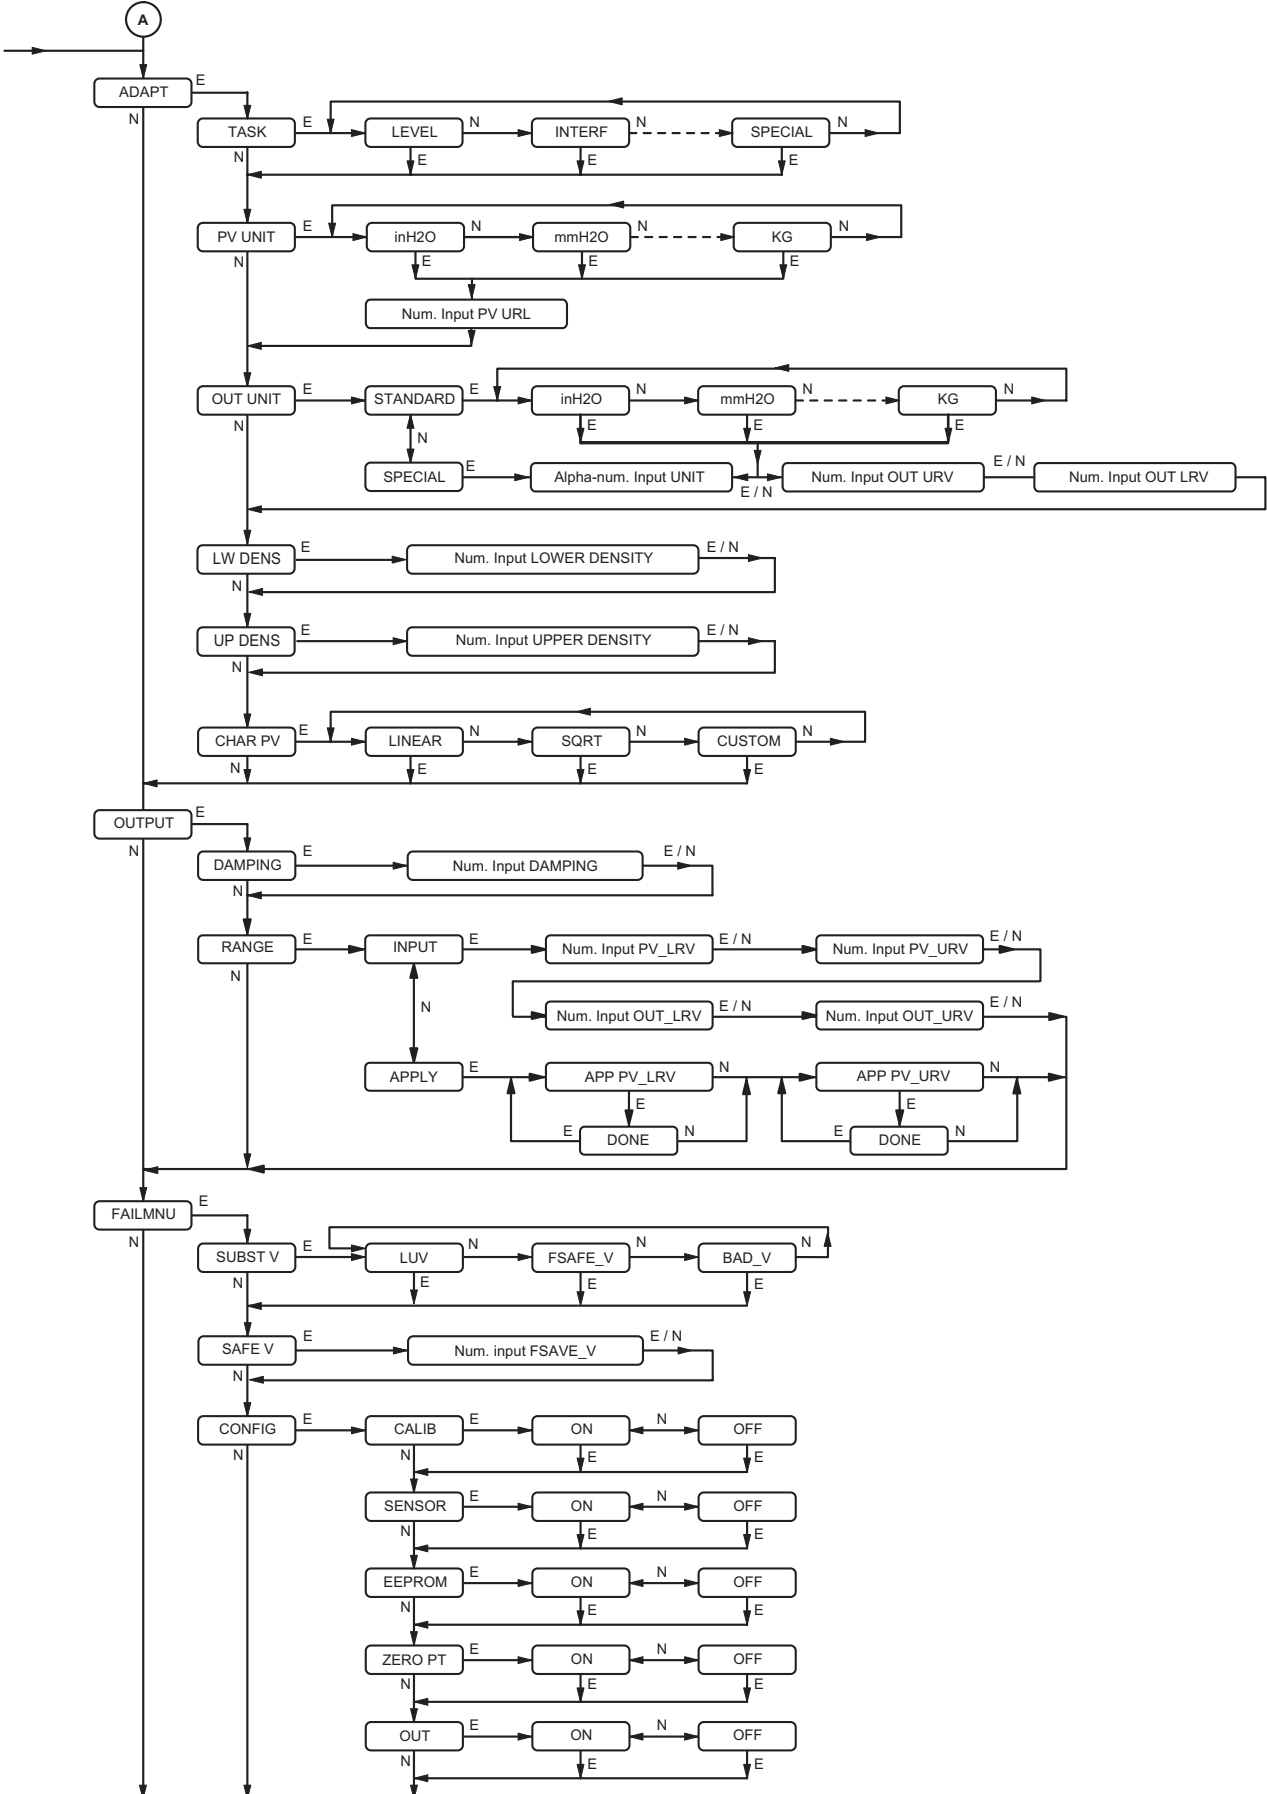 A
ADAPT E
N
TASK E LEVEL N INTERF N SPECIAL N
N E E E
PV UNIT E inH2O N mmH2O N KG N
N E E E
Num. Input PV URL
OUT UNIT E STANDARD E inH2O N mmH2O N KG N
N N E E E
SPECIAL E Alpha-num. Input UNIT E / N Num. Input OUT URV E / N Num. Input OUT LRV
LW DENS E Num. Input LOWER DENSITY E / N
N
UP DENS E Num. Input UPPER DENSITY E / N
N
CHAR PV E LINEAR N SQRT N CUSTOM N
N E E E
OUTPUT E
N
DAMPING E Num. Input DAMPING E / N
N
RANGE E INPUT E Num. Input PV_LRV E / N Num. Input PV_URV E / N
N
N Num. Input OUT_LRV E / N Num. Input OUT_URV E / N
APPLY E APP PV_LRV N APP PV_URV N
E E
E DONE N E DONE N
FAILMNU E
N
SUBST V E LUV N FSAFE_V N BAD_V N
N E E E
SAFE V E Num. input FSAVE_V E / N
N
CONFIG E CALIB E ON N OFF
N N E E
SENSOR E ON N OFF
N E E
EEPROM E ON N OFF
N E E
ZERO PT E ON N OFF
N E E
OUT E ON N OFF
N E E